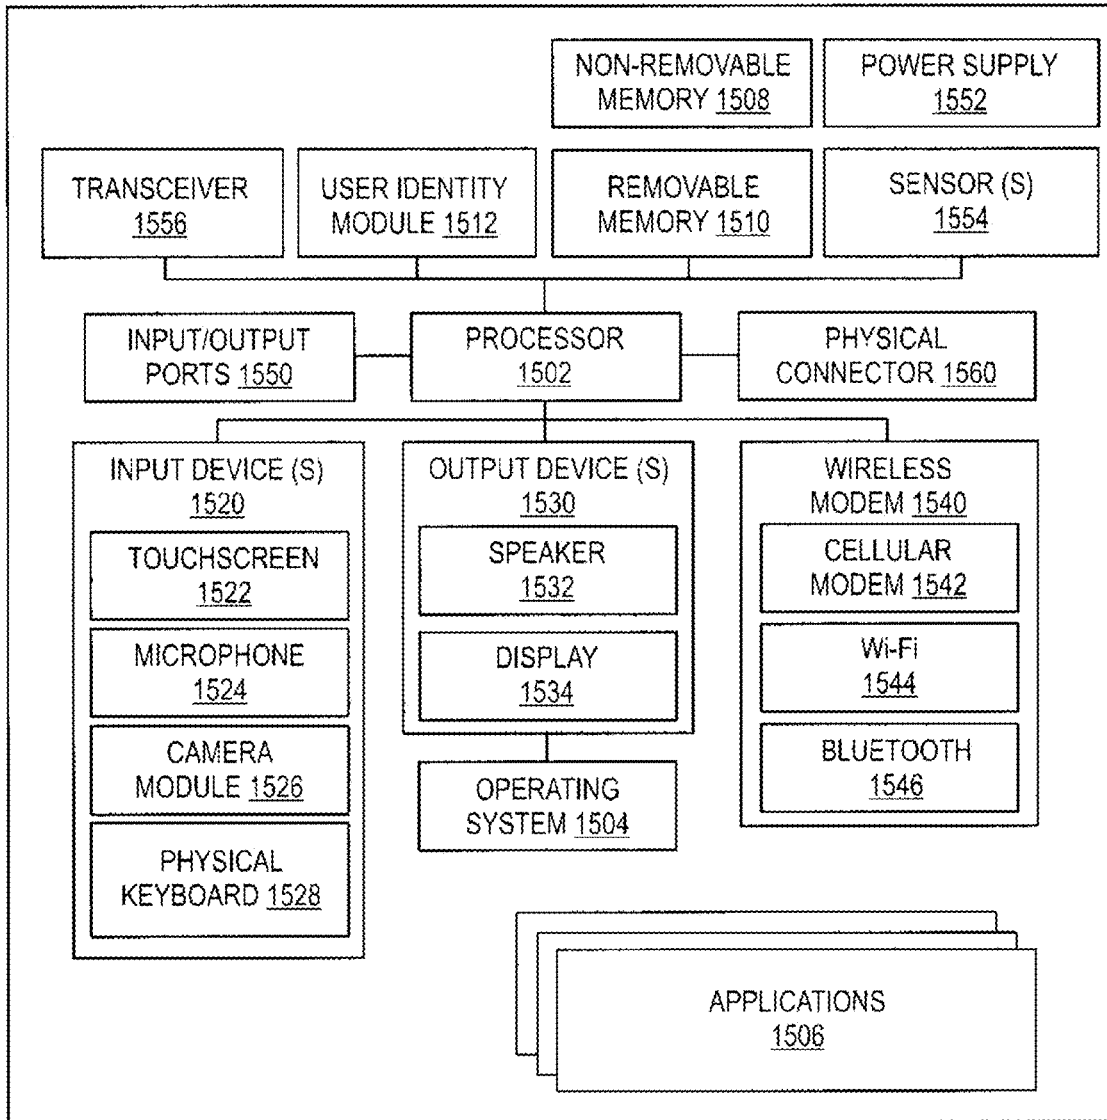 NON-REMOVABLE
MEMORY 1508
POWER SUPPLY
1552
TRANSCEIVER
1556
USER IDENTITY
MODULE 1512
REMOVABLE
MEMORY 1510
SENSOR (S)
1554
INPUT/OUTPUT
PORTS 1550
PROCESSOR
1502
PHYSICAL
CONNECTOR 1560
INPUT DEVICE (S)
1520
TOUCHSCREEN
1522
MICROPHONE
1524
CAMERA
MODULE 1526
PHYSICAL
KEYBOARD 1528
OUTPUT DEVICE (S)
1530
SPEAKER
1532
DISPLAY
1534
OPERATING
SYSTEM 1504
WIRELESS
MODEM 1540
CELLULAR
MODEM 1542
Wi-Fi
1544
BLUETOOTH
1546
APPLICATIONS
1506